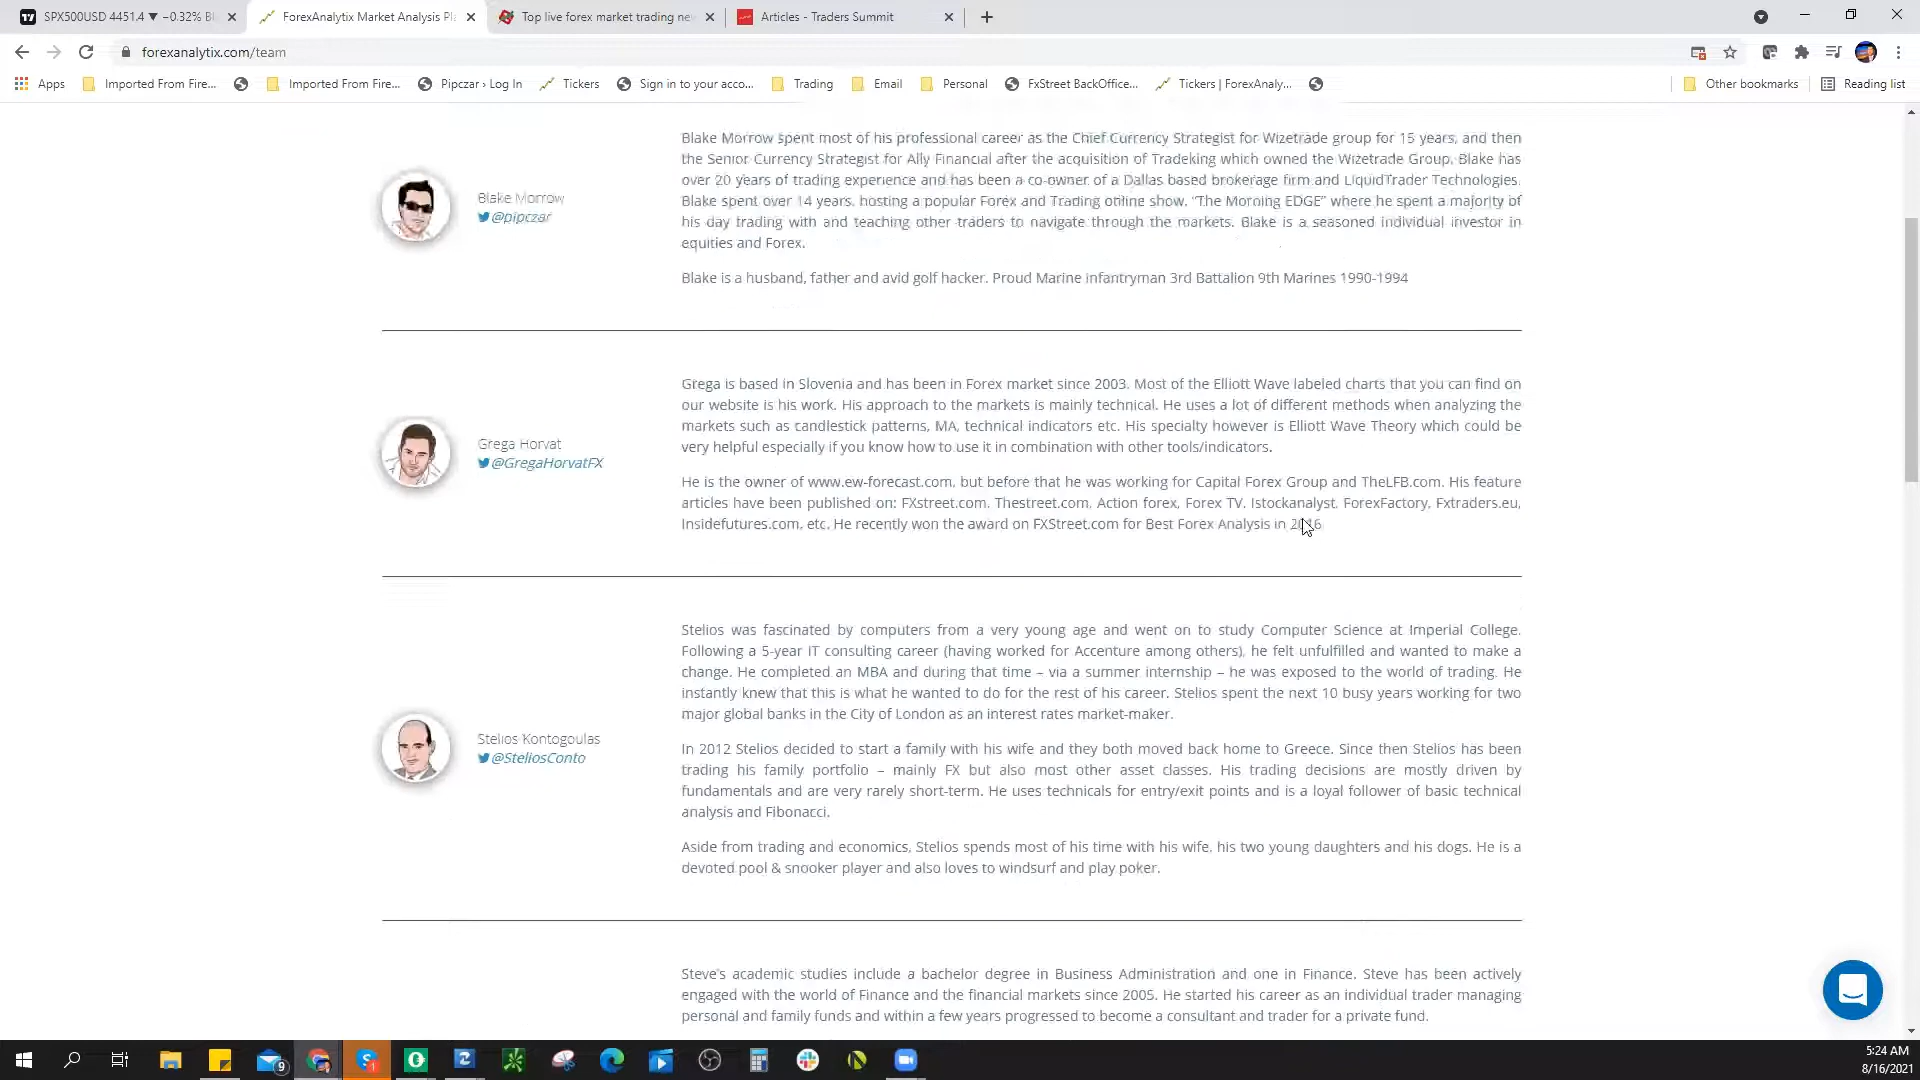 SPX500USD 4451.4 ▼ −0.32%
ForexAnalytix Market Analysis Pl
Top live forex market trading ne
Articles - Traders Summit
forexanalytix.com/team
Apps
Imported From Fire...
Imported From Fire...
Pipczar › Log In
Tickers
Sign in to your acco...
Trading
Email
Personal
FxStreet BackOffice...
Tickers | ForexAnaly...
Other bookmarks
Reading list
Blake Morrow
@pipczar
Blake Morrow spent most of his professional career as the Chief Currency Strategist for Wizetrade group for 15 years, and then
the Senior Currency Strategist for Ally Financial after the acquisition of Tradeking which owned the Wizetrade Group. Blake has
over 20 years of trading experience and has been a co-owner of a Dallas based brokerage firm and LiquidTrader Technologies.
Blake spent over 14 years, hosting a popular Forex and Trading online show, "The Morning EDGE" where he spent a majority of
his day trading with and teaching other traders to navigate through the markets. Blake is a seasoned individual investor in
equities and Forex.
Blake is a husband, father and avid golf hacker. Proud Marine infantryman 3rd Battalion 9th Marines 1990-1994
Grega Horvat
@GregaHorvatFX
Grega is based in Slovenia and has been in Forex market since 2003. Most of the Elliott Wave labeled charts that you can find on
our website is his work. His approach to the markets is mainly technical. He uses a lot of different methods when analyzing the
markets such as candlestick patterns, MA, technical indicators etc. His specialty however is Elliott Wave Theory which could be
very helpful especially if you know how to use it in combination with other tools/indicators.
He is the owner of www.ew-forecast.com, but before that he was working for Capital Forex Group and TheLFB.com. His feature
articles have been published on: FXstreet.com, Thestreet.com, Action forex, Forex TV, Istockanalyst, ForexFactory, Fxtraders.eu,
Insidefutures.com, etc. He recently won the award on FXStreet.com for Best Forex Analysis in 2016
Stelios Kontogoulas
@SteliosConto
Stelios was fascinated by computers from a very young age and went on to study Computer Science at Imperial College.
Following a 5-year IT consulting career (having worked for Accenture among others), he felt unfulfilled and wanted to make a
change. He completed an MBA and during that time – via a summer internship – he was exposed to the world of trading. He
instantly knew that this is what he wanted to do for the rest of his career. Stelios spent the next 10 busy years working for two
major global banks in the City of London as an interest rates market-maker.
In 2012 Stelios decided to start a family with his wife and they both moved back home to Greece. Since then Stelios has been
trading his family portfolio – mainly FX but also most other asset classes. His trading decisions are mostly driven by
fundamentals and are very rarely short-term. He uses technicals for entry/exit points and is a loyal follower of basic technical
analysis and Fibonacci.
Aside from trading and economics, Stelios spends most of his time with his wife, his two young daughters and his dogs. He is a
devoted pool & snooker player and also loves to windsurf and play poker.
Steve's academic studies include a bachelor degree in Business Administration and one in Finance. Steve has been actively
engaged with the world of Finance and the financial markets since 2005. He started his career as an individual trader managing
personal and family funds and within a few years progressed to become a consultant and trader for a private fund.
5:24 AM
8/16/2021